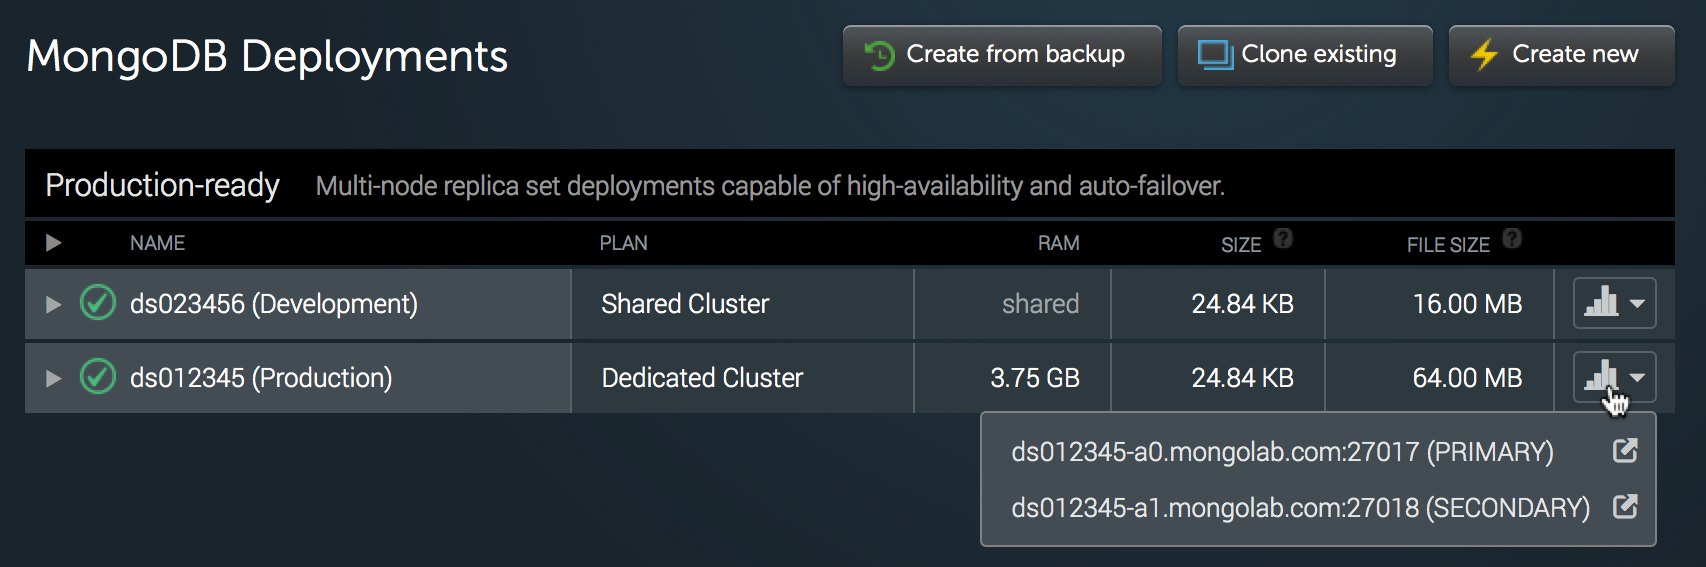 MongoDB Deployments
Create from backup
Clone existing
Create new
Production-ready Multi-node replica set deployments capable of high-availability and auto-failover.
NAME PLAN RAM SIZE ? FILE SIZE ?
ds023456 (Development) Shared Cluster shared 24.84 KB 16.00 MB
ds012345 (Production) Dedicated Cluster 3.75 GB 24.84 KB 64.00 MB
ds012345-a0.mongolab.com:27017 (PRIMARY)
ds012345-a1.mongolab.com:27018 (SECONDARY)